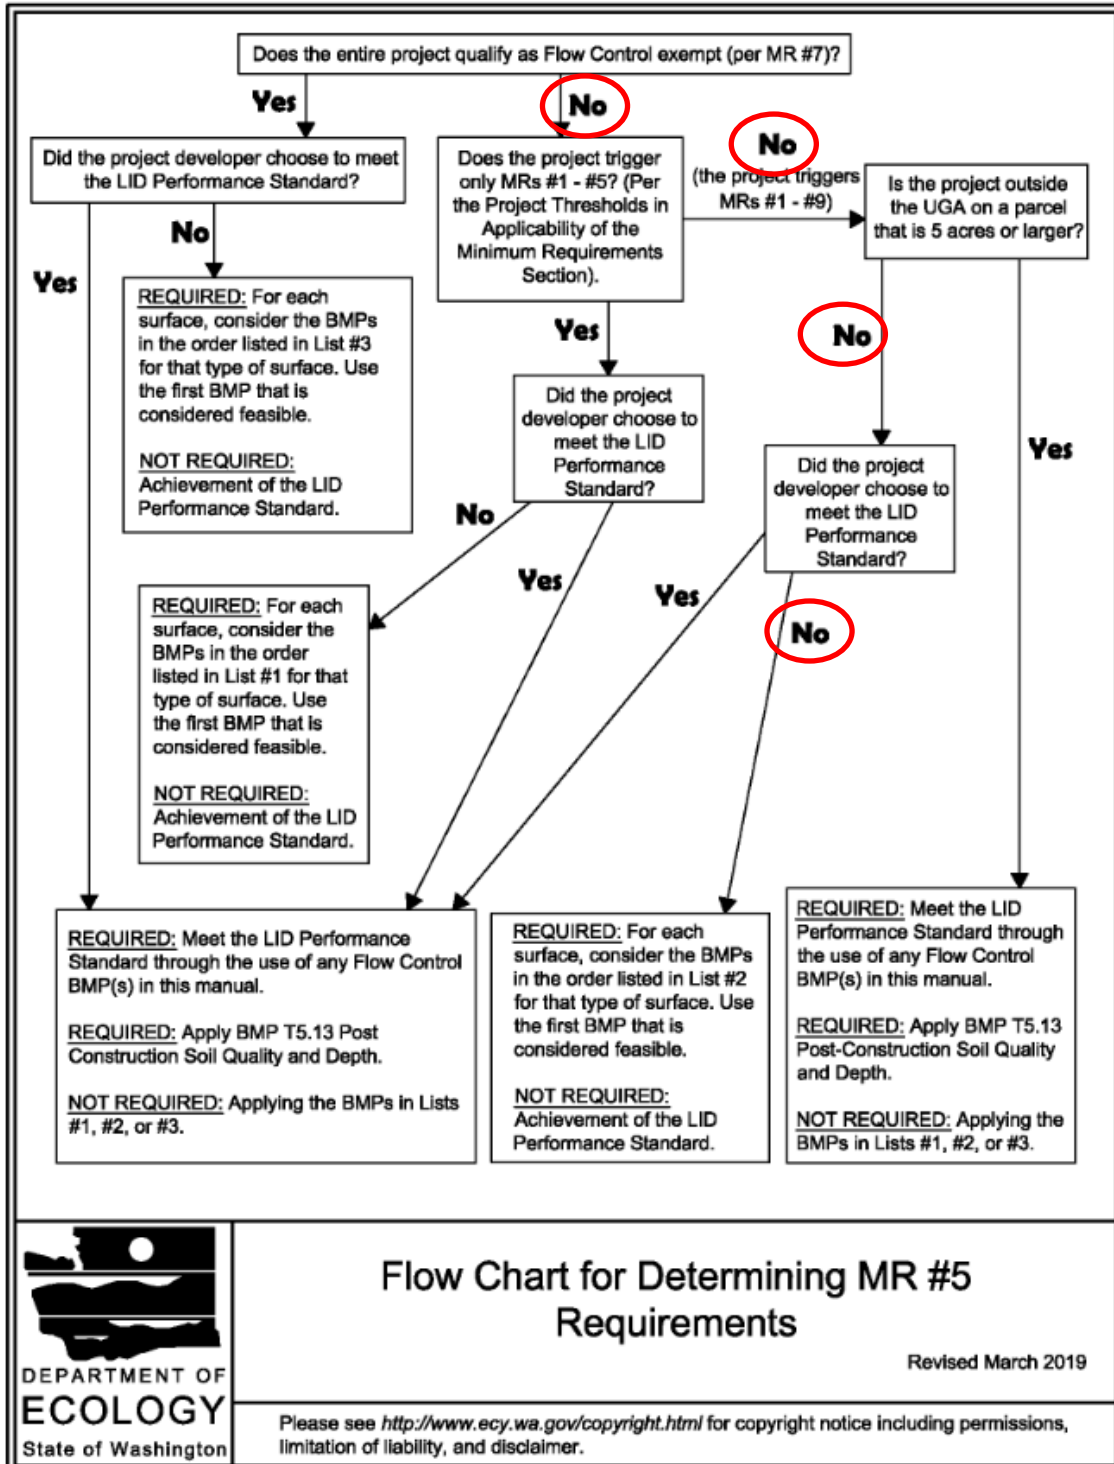 Does the entire project qualify as Flow Control exempt (per MR #7)?
Yes
No
Did the project developer choose to meet
the LID Performance Standard?
Does the project trigger
only MRs #1 - #5? (Per
the Project Thresholds in
Applicability of the
Minimum Requirements
Section).
No
(the project triggers
MRs #1 - #9)
Is the project outside
the UGA on a parcel
that is 5 acres or larger?
Yes
No
REQUIRED: For each
surface, consider the BMPs
in the order listed in List #3
for that type of surface. Use
the first BMP that is
considered feasible.
NOT REQUIRED:
Achievement of the LID
Performance Standard.
Yes
No
Yes
Did the project
developer choose to
meet the LID
Performance
Standard?
Did the project
developer choose to
meet the LID
Performance
Standard?
No
Yes
Yes
No
REQUIRED: For each
surface, consider the
BMPs in the order
listed in List #1 for that
type of surface. Use
the first BMP that is
considered feasible.
NOT REQUIRED:
Achievement of the LID
Performance Standard.
REQUIRED: Meet the LID Performance
Standard through the use of any Flow Control
BMP(s) in this manual.
REQUIRED: Apply BMP T5.13 Post
Construction Soil Quality and Depth.
NOT REQUIRED: Applying the BMPs in Lists
#1, #2, or #3.
REQUIRED: For each
surface, consider the BMPs
in the order listed in List #2
for that type of surface. Use
the first BMP that is
considered feasible.
NOT REQUIRED:
Achievement of the LID
Performance Standard.
REQUIRED: Meet the LID
Performance Standard through
the use of any Flow Control
BMP(s) in this manual.
REQUIRED: Apply BMP T5.13
Post-Construction Soil Quality
and Depth.
NOT REQUIRED: Applying the
BMPs in Lists #1, #2, or #3.
DEPARTMENT OF
ECOLOGY
State of Washington
Flow Chart for Determining MR #5
Requirements
Revised March 2019
Please see http://www.ecy.wa.gov/copyright.html for copyright notice including permissions,
limitation of liability, and disclaimer.